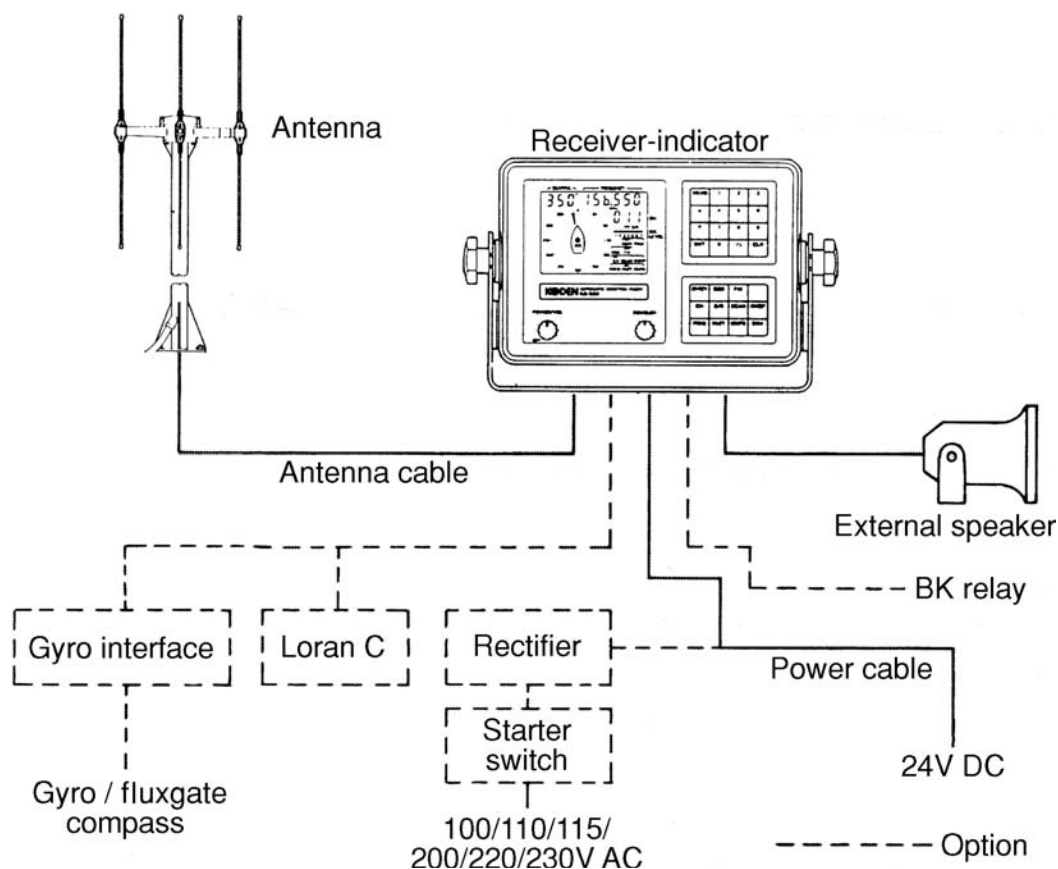 Antenna
Receiver-indicator
350° 156.550
011
KODEN
Antenna cable
External speaker
BK relay
Gyro interface
Loran C
Rectifier
Power cable
Starter
switch
24V DC
Gyro / fluxgate
compass
100/110/115/
200/220/230V AC
Option